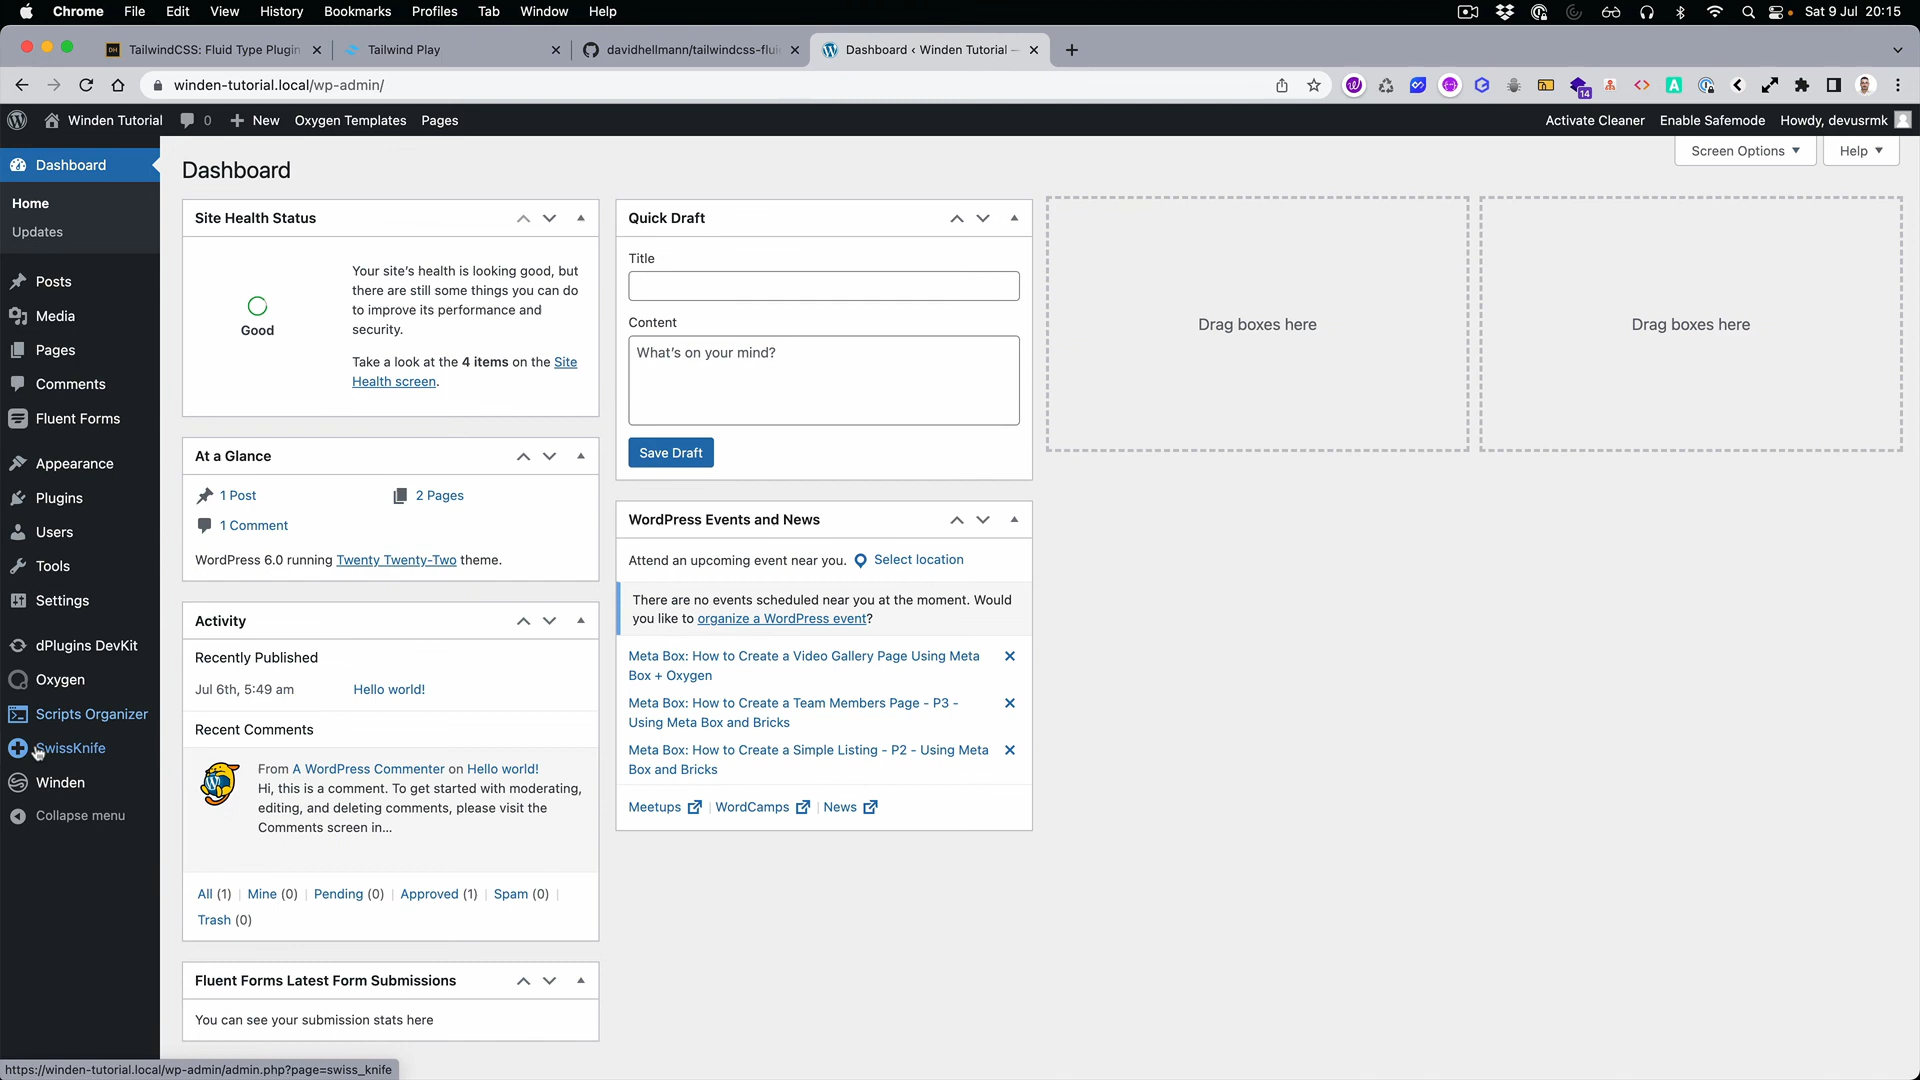 Chrome File Edit View History Bookmarks Profiles Tab Window Help Sat 9 Jul 20:15
TailwindCSS: Fluid Type Plugin Tailwind Play davidhellmann/tailwindcss-flui Dashboard ‹ Winden Tutorial —
winden-tutorial.local/wp-admin/ 14
Winden Tutorial 0 New Oxygen Templates Pages Activate Cleaner Enable Safemode Howdy, devusrmk
Dashboard
Home
Updates
Posts
Media
Pages
Comments
Fluent Forms
Appearance
Plugins
Users
Tools
Settings
dPlugins DevKit
Oxygen
Scripts Organizer
SwissKnife
Winden
Collapse menu
Dashboard
Screen Options Help
Site Health Status
Good
Your site's health is looking good, but
there are still some things you can do
to improve its performance and
security.
Take a look at the 4 items on the Site
Health screen.
At a Glance
1 Post 2 Pages
1 Comment
WordPress 6.0 running Twenty Twenty-Two theme.
Activity
Recently Published
Jul 6th, 5:49 am Hello world!
Recent Comments
From A WordPress Commenter on Hello world!
Hi, this is a comment. To get started with moderating,
editing, and deleting comments, please visit the
Comments screen in...
All (1) | Mine (0) | Pending (0) | Approved (1) | Spam (0) |
Trash (0)
Fluent Forms Latest Form Submissions
You can see your submission stats here
Quick Draft
Title
Content
What's on your mind?
Save Draft
WordPress Events and News
Attend an upcoming event near you. Select location
There are no events scheduled near you at the moment. Would
you like to organize a WordPress event?
Meta Box: How to Create a Video Gallery Page Using Meta
Box + Oxygen
Meta Box: How to Create a Team Members Page - P3 -
Using Meta Box and Bricks
Meta Box: How to Create a Simple Listing - P2 - Using Meta
Box and Bricks
Meetups | WordCamps | News
Drag boxes here
Drag boxes here
https://winden-tutorial.local/wp-admin/admin.php?page=swiss_knife